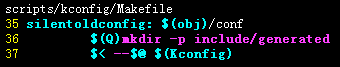 scripts/kconfig/Makefile
35 silentoldconfig: $(obj)/conf
36         $(Q)mkdir -p include/generated
37         $< --$@ $(Kconfig)